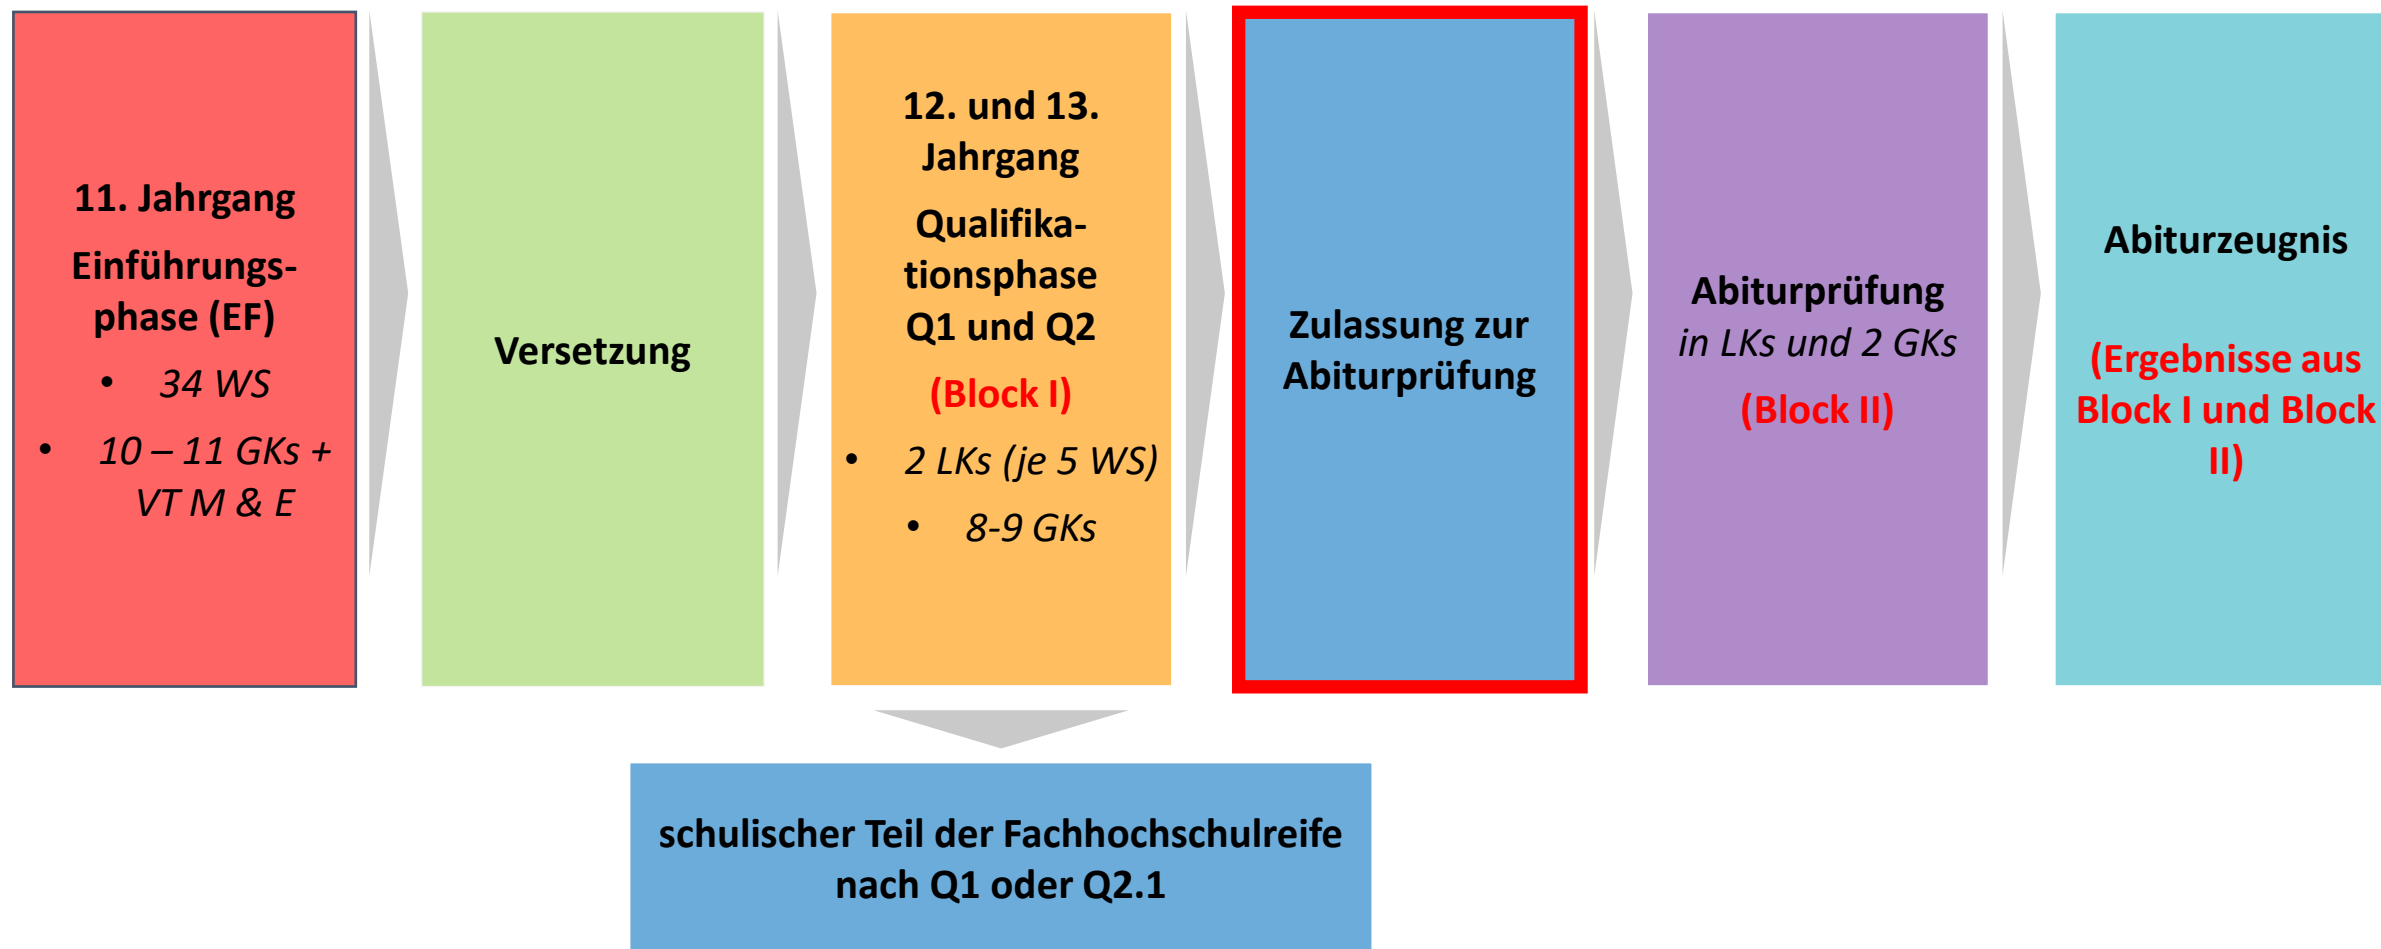 11. Jahrgang
Einführungs-
phase (EF)
• 34 WS
• 10 – 11 GKs +
VT M & E
Versetzung
12. und 13.
Jahrgang
Qualifika-
tionsphase
Q1 und Q2
(Block I)
• 2 LKs (je 5 WS)
• 8-9 GKs
Zulassung zur
Abiturprüfung
Abiturprüfung
in LKs und 2 GKs
(Block II)
Abiturzeugnis
(Ergebnisse aus
Block I und Block
II)
schulischer Teil der Fachhochschulreife
nach Q1 oder Q2.1